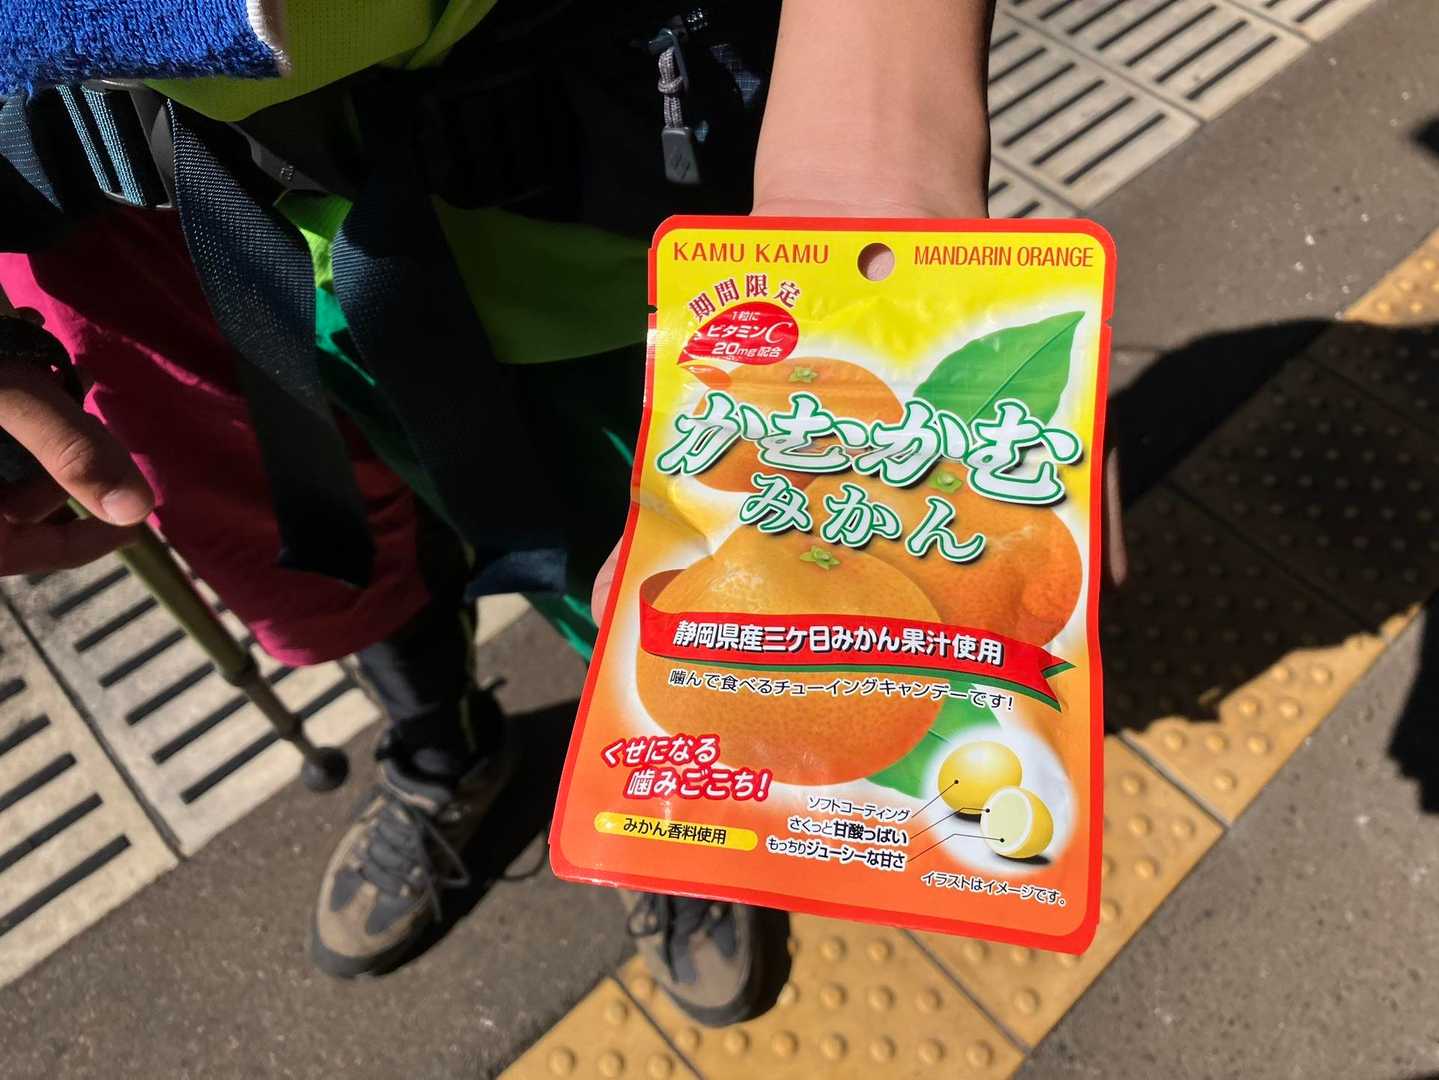 KAMU KAMU
MANDARIN ORANGE
期間限定
1粒に
ビタミンC
20mg配合
かむかむ
みかん
静岡県産三ケ日みかん果汁使用
噛んで食べるチューイングキャンデーです!
くせになる
噛みごこち!
みかん香料使用
ソフトコーティング
さくっと甘酸っぱい
もっちりジューシーな甘さ
イラストはイメージです。